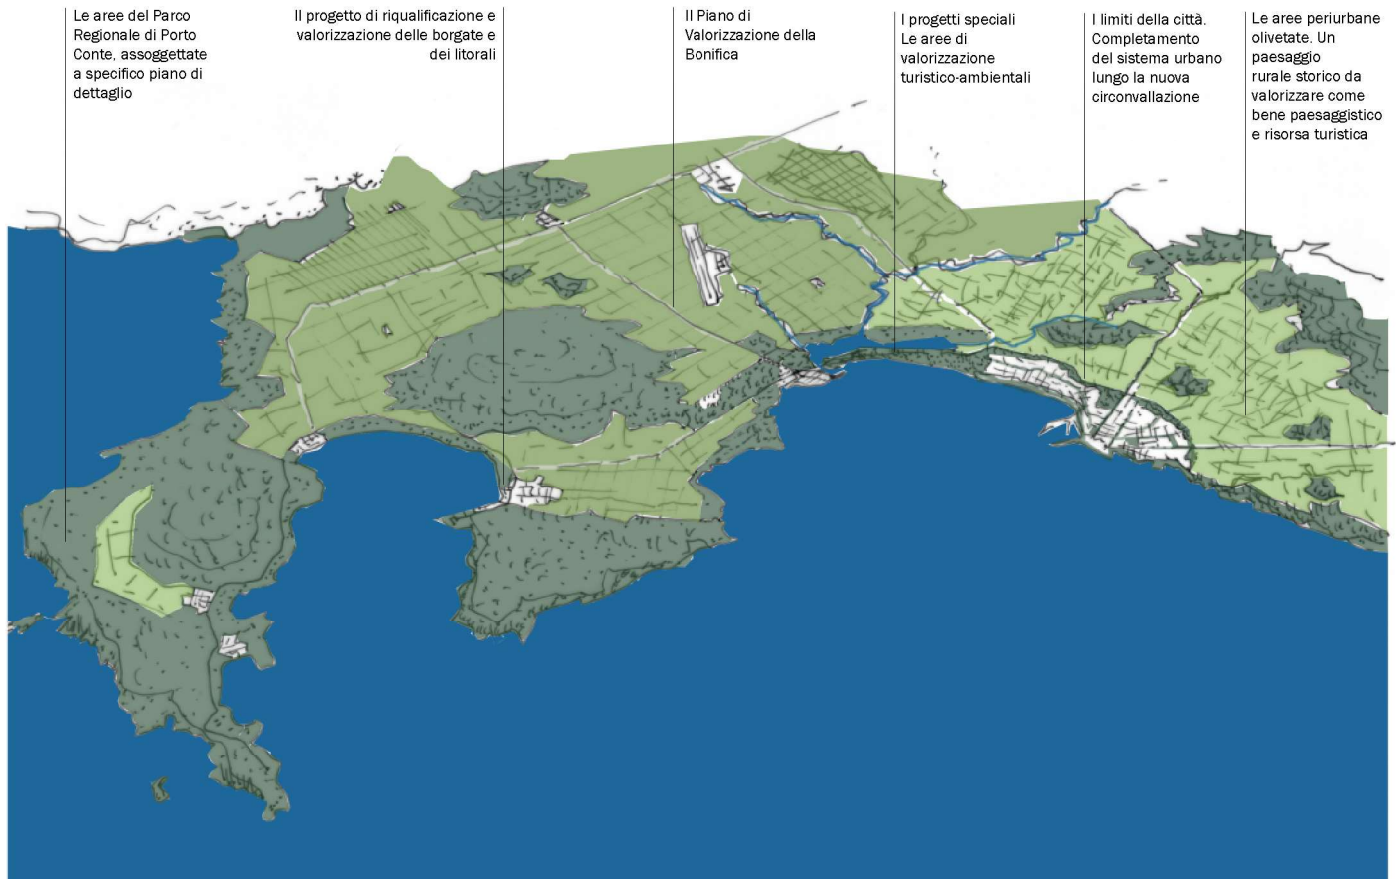 Le aree del Parco
Regionale di Porto
Conte, assoggettate
a specifico piano di
dettaglio
Il progetto di riqualificazione e
valorizzazione delle borgate e
dei litorali
Il Piano di
Valorizzazione della
Bonifica
I progetti speciali
Le aree di
valorizzazione
turistico-ambientali
I limiti della città.
Completamento
del sistema urbano
lungo la nuova
circonvallazione
Le aree periurbane
olivetate. Un
paesaggio
rurale storico da
valorizzare come
bene paesaggistico
e risorsa turistica